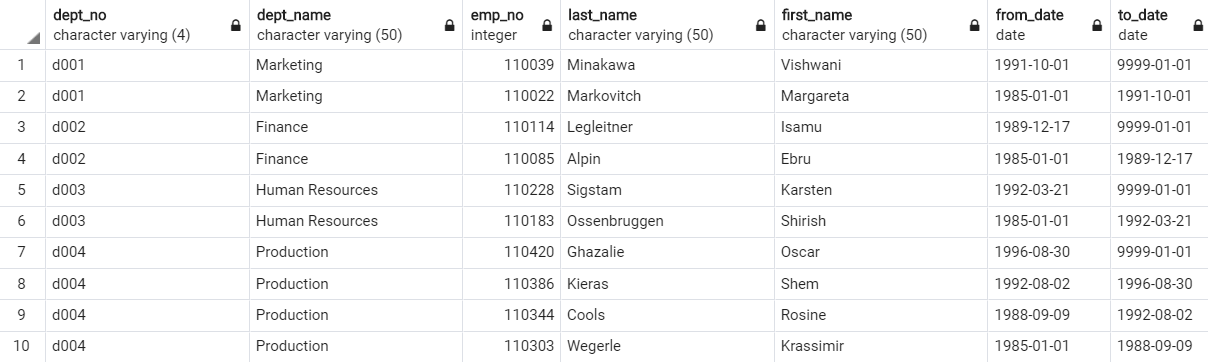 dept_no dept_name emp_no last_name first_name from_date to_date
character varying (4) character varying (50) integer character varying (50) character varying (50) date date
1 d001 Marketing 110039 Minakawa Vishwani 1991-10-01 9999-01-01
2 d001 Marketing 110022 Markovitch Margareta 1985-01-01 1991-10-01
3 d002 Finance 110114 Legleitner Isamu 1989-12-17 9999-01-01
4 d002 Finance 110085 Alpin Ebru 1985-01-01 1989-12-17
5 d003 Human Resources 110228 Sigstam Karsten 1992-03-21 9999-01-01
6 d003 Human Resources 110183 Ossenbruggen Shirish 1985-01-01 1992-03-21
7 d004 Production 110420 Ghazalie Oscar 1996-08-30 9999-01-01
8 d004 Production 110386 Kieras Shem 1992-08-02 1996-08-30
9 d004 Production 110344 Cools Rosine 1988-09-09 1992-08-02
10 d004 Production 110303 Wegerle Krassimir 1985-01-01 1988-09-09